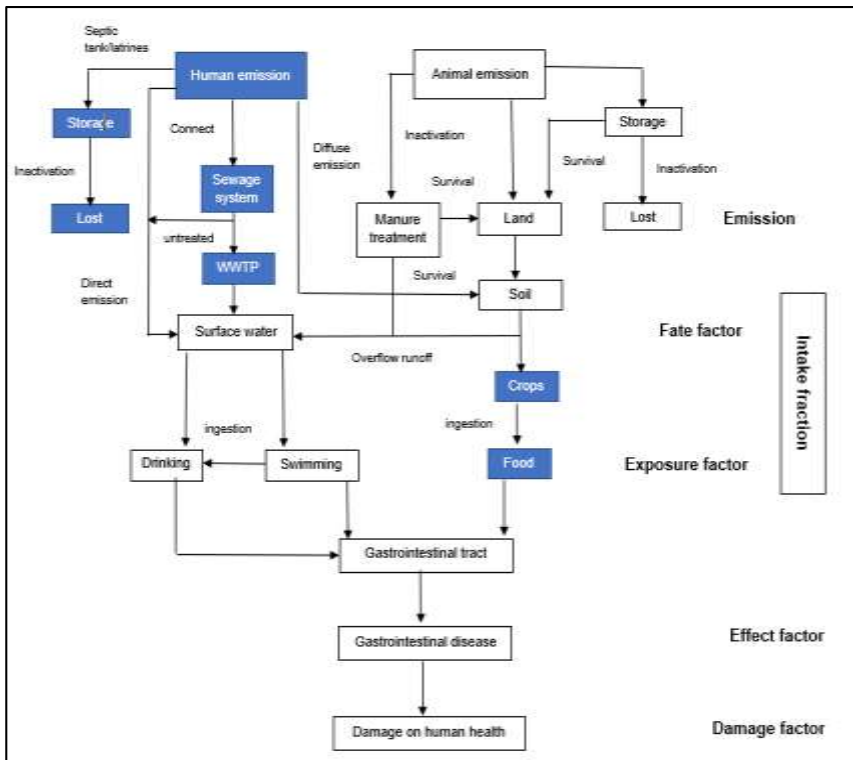 Septic
tank/latrines
Human emission
Animal emission
Storage
Connect
Diffuse
emission
Inactivation
Storage
Survival
Inactivation
Inactivation
Sewage
system
Survival
Lost
Manure
treatment
Land
Lost
Emission
untreated
WWTP
Direct
emission
Survival
Soil
Surface water
Fate factor
Overflow runoff
Intake fraction
Crops
ingestion
ingestion
Drinking
Swimming
Food
Exposure factor
Gastrointestinal tract
Gastrointestinal disease
Effect factor
Damage on human health
Damage factor